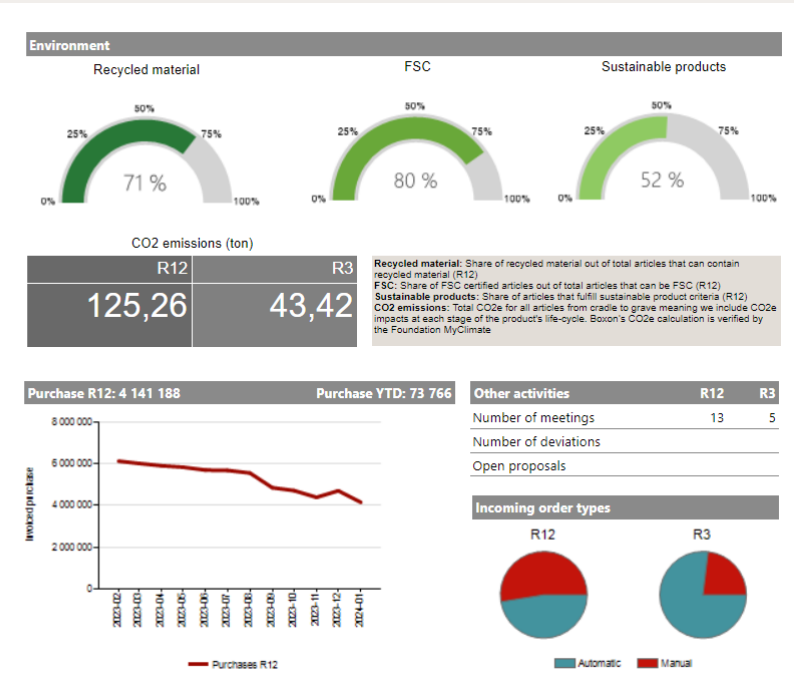 Environment
Recycled material
FSC
Sustainable products
50%
25%
75%
71 %
0%
100%
50%
25%
75%
80 %
0%
100%
50%
25%
75%
52 %
0%
100%
CO2 emissions (ton)
R12 R3
125,26 43,42
Recycled material: Share of recycled material out of total articles that can contain
recycled material (R12)
FSC: Share of FSC certified articles out of total articles that can be FSC (R12)
Sustainable products: Share of articles that fulfill sustainable product criteria (R12)
CO2 emissions: Total CO2e for all articles from cradle to grave meaning we include CO2e
impacts at each stage of the product's life-cycle. Boxon's CO2e calculation is verified by
the Foundation MyClimate
Purchase R12: 4 141 188 Purchase YTD: 73 766
8 000 000
6 000 000
4 000 000
2 000 000
0
Invoiced purchase
2023-02
2023-03
2023-04
2023-05
2023-06
2023-07
2023-08
2023-09
2023-10
2023-11
2023-12
2024-01
Purchases R12
Other activities R12 R3
Number of meetings 13 5
Number of deviations
Open proposals
Incoming order types
R12 R3
Automatic Manual